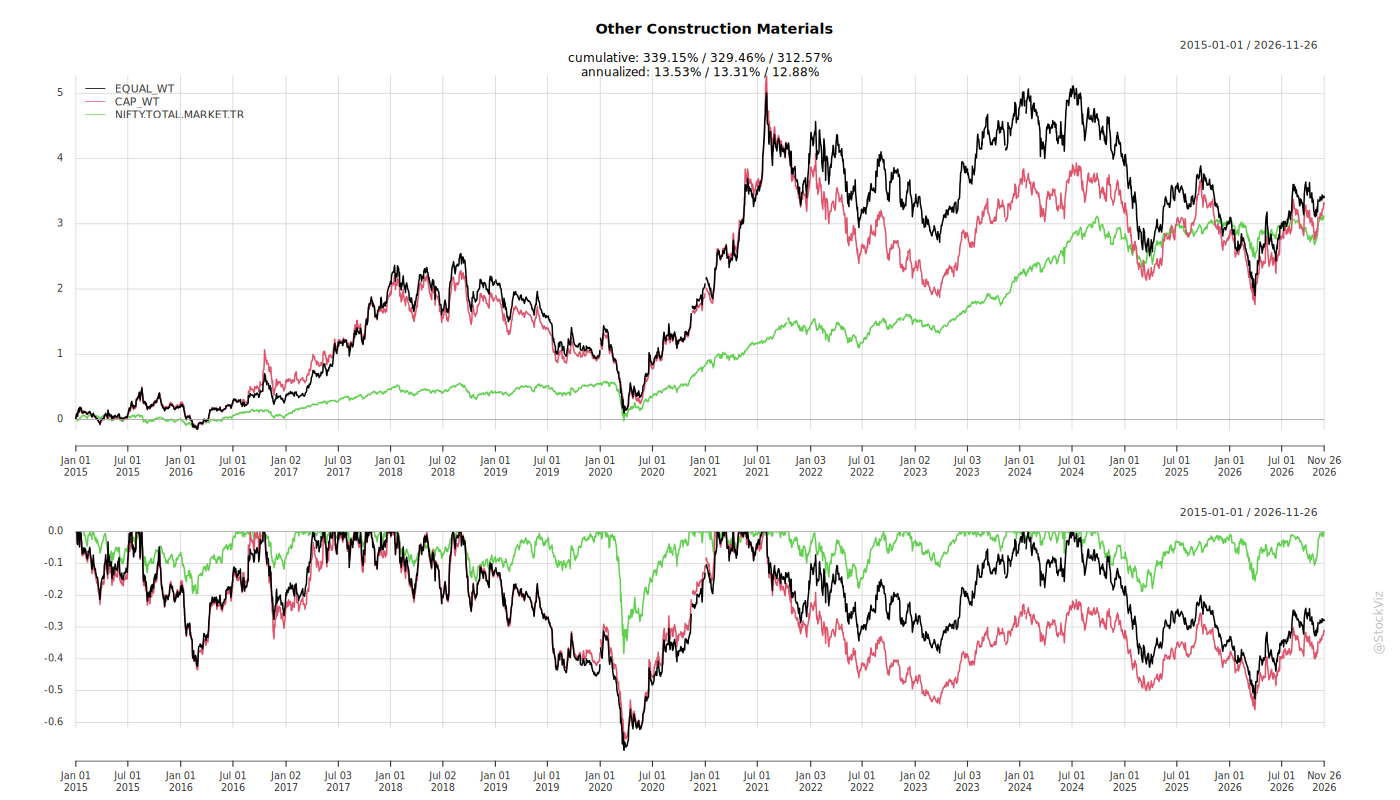 Other Construction Materials
2015-01-01 / 2026-11-26
cumulative: 339.15% / 329.46% / 312.57%
annualized: 13.53% / 13.31% / 12.88%
EQUAL_WT
CAP_WT
NIFTY.TOTAL.MARKET.TR
5
4
3
2
1
0
Jan 01 Jul 01 Jan 01 Jul 01 Jan 02 Jul 03 Jan 01 Jul 02 Jan 01 Jul 01 Jan 01 Jul 01 Jan 01 Jul 01 Jan 03 Jul 01 Jan 02 Jul 03 Jan 01 Jul 01 Jan 01 Jul 01 Jan 01 Jul 01 Nov 26
2015 2015 2016 2016 2017 2017 2018 2018 2019 2019 2020 2020 2021 2021 2022 2022 2023 2023 2024 2024 2025 2025 2026 2026 2026
2015-01-01 / 2026-11-26
0.0
-0.1
-0.2
-0.3
-0.4
-0.5
-0.6
Jan 01 Jul 01 Jan 01 Jul 01 Jan 02 Jul 03 Jan 01 Jul 02 Jan 01 Jul 01 Jan 01 Jul 01 Jan 01 Jul 01 Jan 03 Jul 01 Jan 02 Jul 03 Jan 01 Jul 01 Jan 01 Jul 01 Jan 01 Jul 01 Nov 26
2015 2015 2016 2016 2017 2017 2018 2018 2019 2019 2020 2020 2021 2021 2022 2022 2023 2023 2024 2024 2025 2025 2026 2026 2026
@StockViz